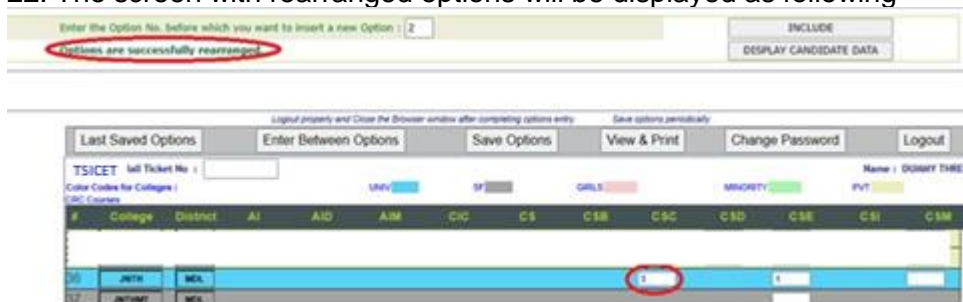 22. The screen with rearranged options will be displayed as following
Enter the Option No. before which you want to insert a new Option : 2 INCLUDE
Options are successfully rearranged. DISPLAY CANDIDATE DATA
Logout properly and Close the Browser window after completing options entry Save options periodically
Last Saved Options Enter Between Options Save Options View & Print Change Password Logout
TSICET Hall Ticket No : Name : DUMMY THRE
Color Codes for Colleges : UNIV SF GIRLS MINORITY PVT
CRC Courses
# College District AI AID AIM CIC CS CSB CSC CSD CSE CSI CSM
36 JNTH MDL 1
37 JNTHMT MDL